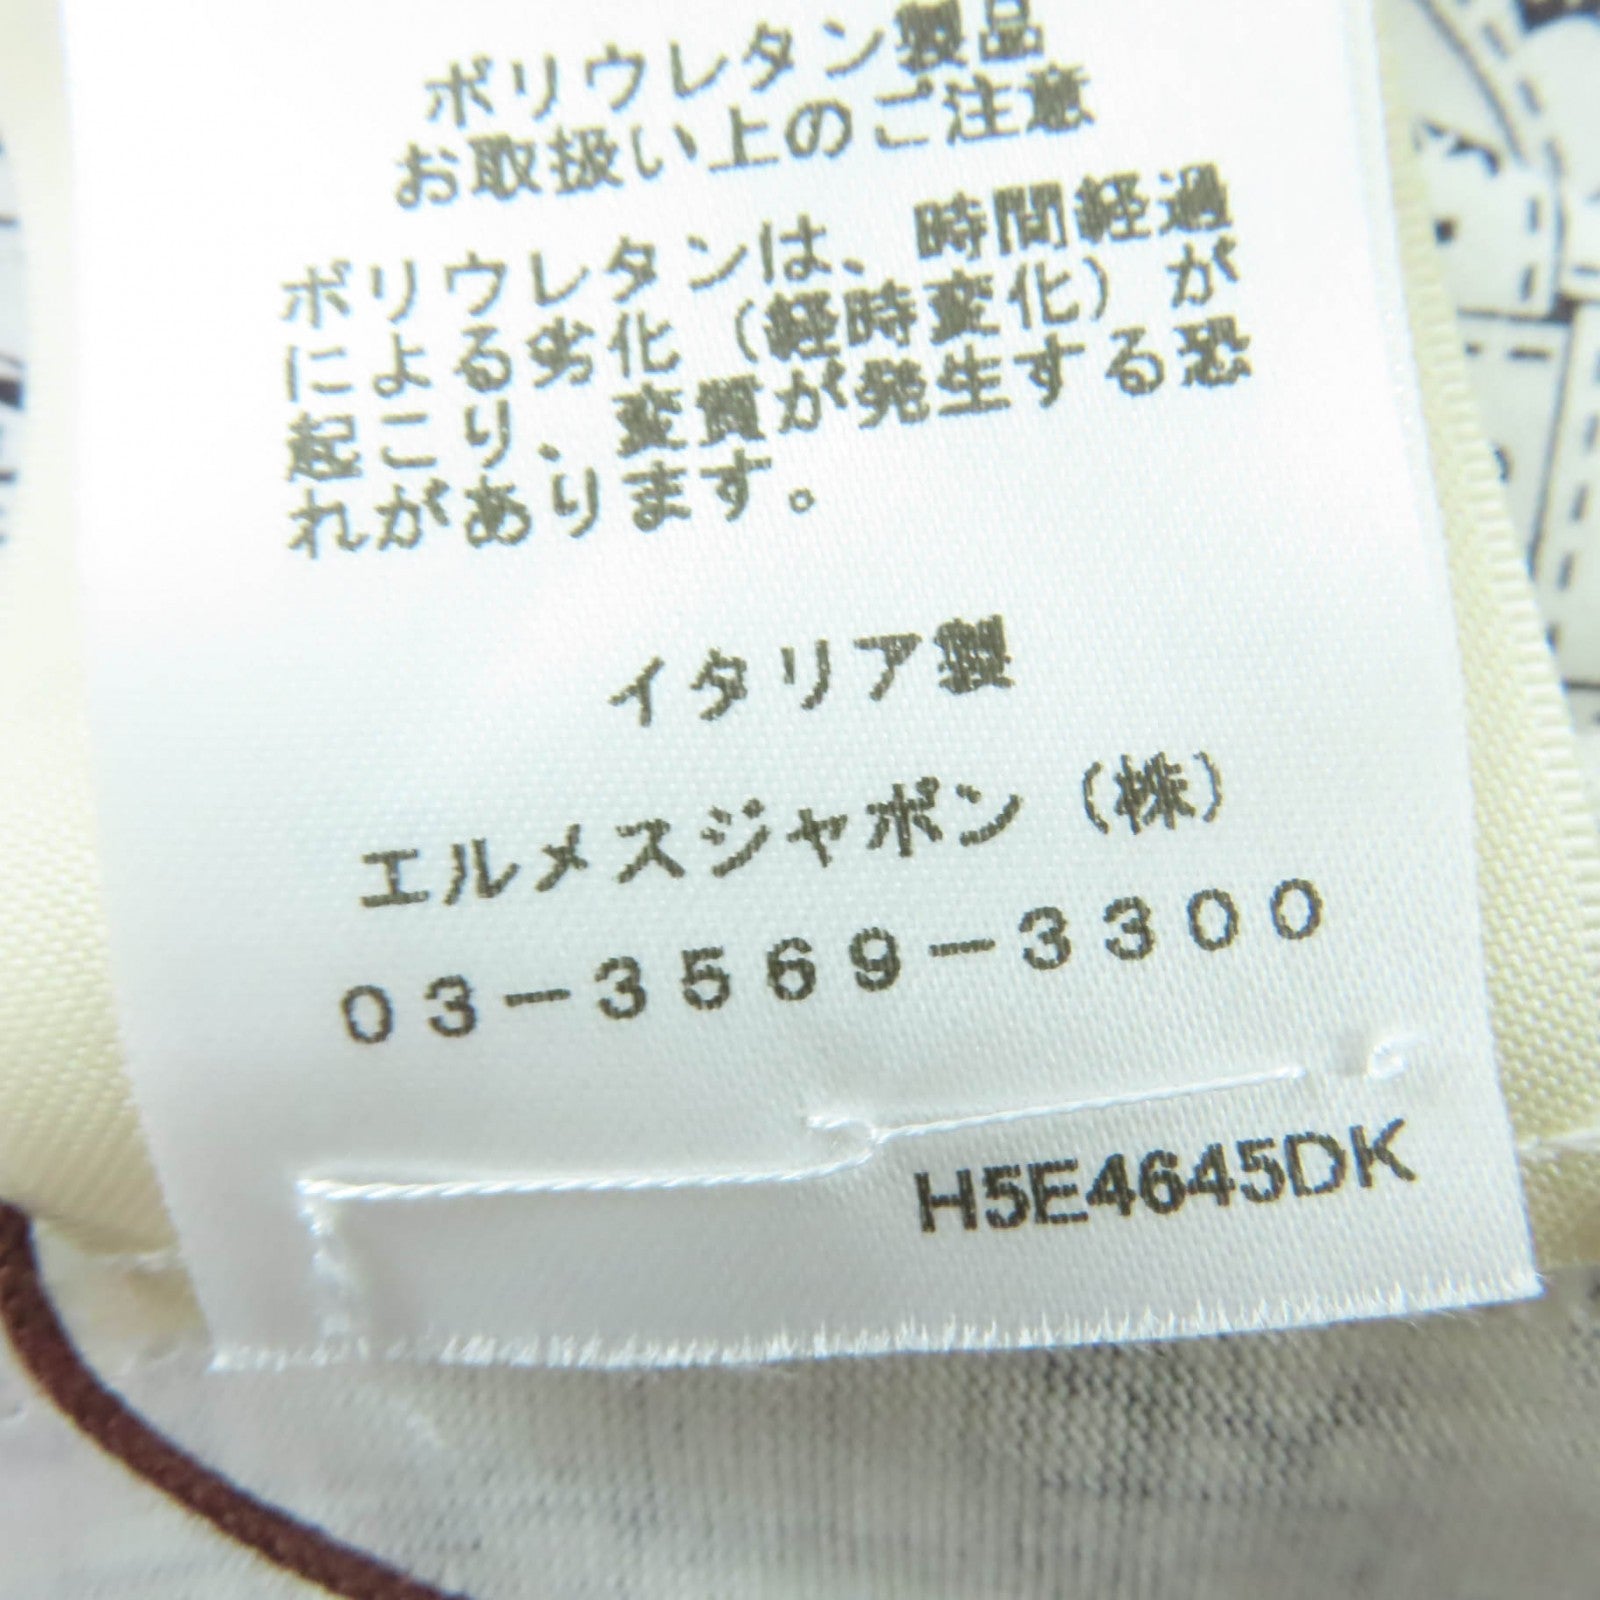 ポリウレタン製品
お取扱い上のご注意
ポリウレタンは、時間経過
による劣化（経時変化）が
起こり、変質が発生する恐
れがあります。
イタリア製
エルメスジャポン（株）
03-3569-3300
H5E4645DK